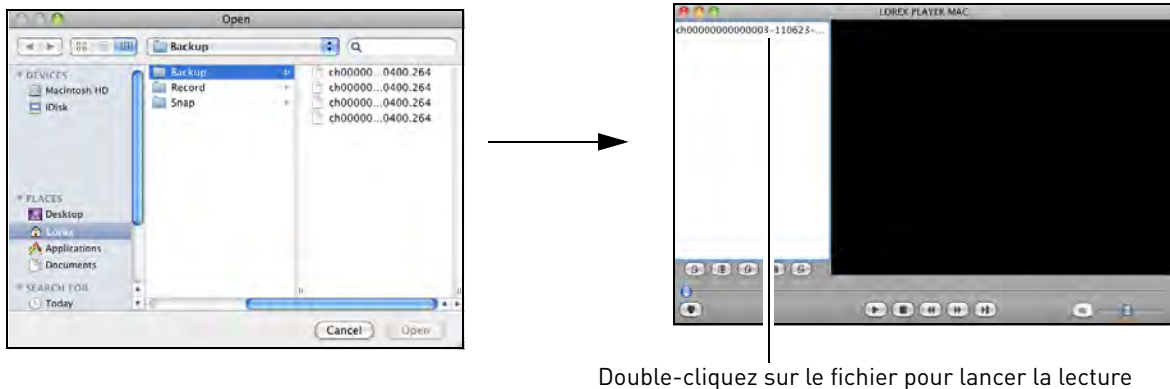 Open
Backup
DEVICES
Macintosh HD
iDisk
PLACES
Desktop
Lorex
Applications
Documents
SEARCH FOR
Today
Backup
Record
Snap
ch00000...0400.264
ch00000...0400.264
ch00000...0400.264
ch00000...0400.264
Cancel
Open
LOREX PLAYER MAC
ch00000000000003-110623-...
Double-cliquez sur le fichier pour lancer la lecture